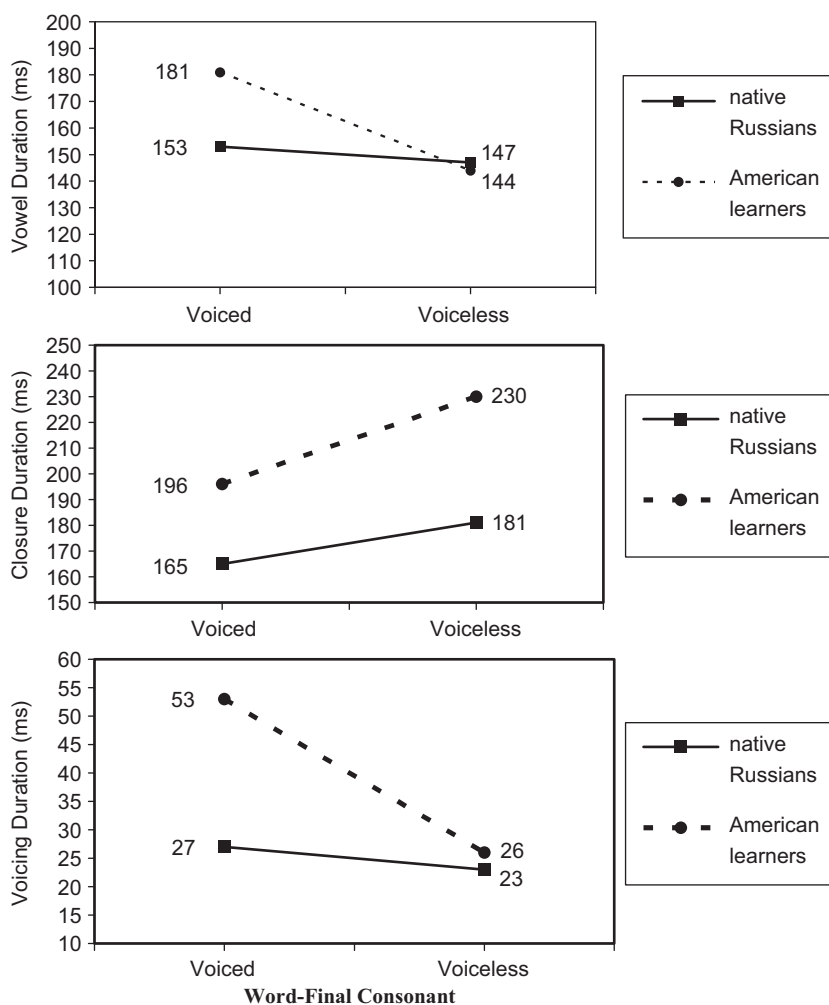 200
190
180
170
160
150
140
130
120
110
100
Vowel Duration (ms)
181
153
147
144
Voiced
Voiceless
native
Russians
American
learners
250
240
230
220
210
200
190
180
170
160
150
Closure Duration (ms)
196
165
230
181
Voiced
Voiceless
native
Russians
American
learners
60
55
50
45
40
35
30
25
20
15
10
Voicing Duration (ms)
53
27
26
23
Voiced
Voiceless
native
Russians
American
learners
Word-Final Consonant